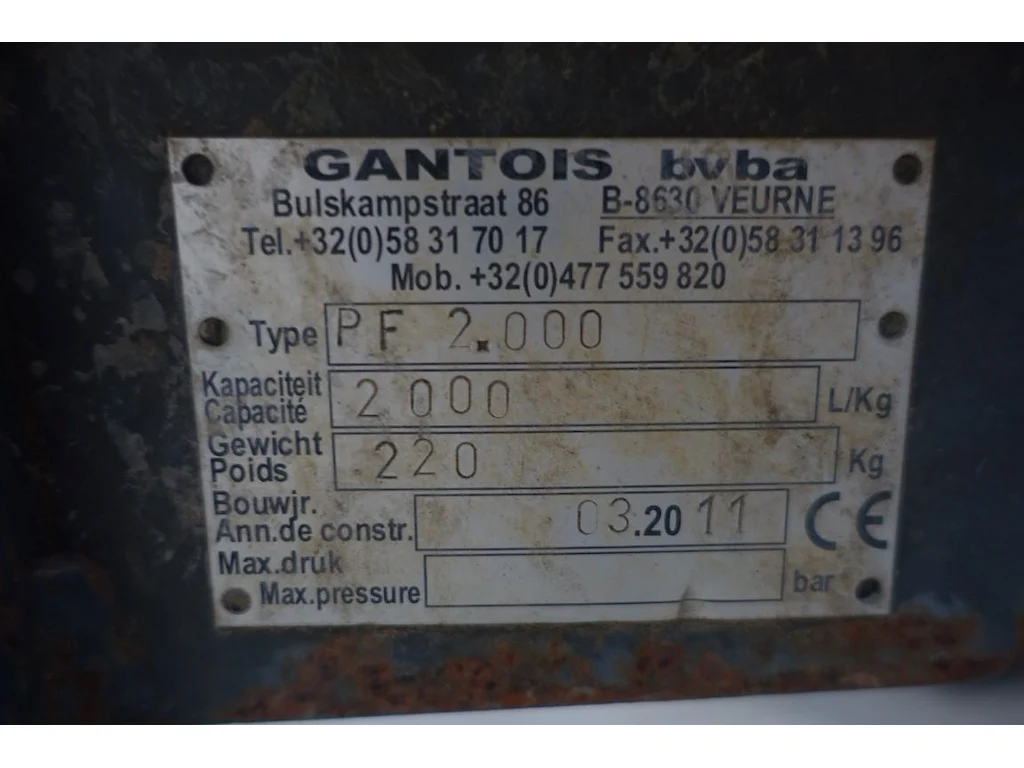 GANTOIS bvba
Bulskampstraat 86 B-8630 VEURNE
Tel.+32(0)58 31 70 17 Fax.+32(0)58 31 13 96
Mob. +32(0)477 559 820
Type PF 2.000
Kapaciteit
Capacité 2000 L/Kg
Gewicht
Poids 220 Kg
Bouwjr.
Ann.de constr. 03.2011 CE
Max.druk
Max.pressure bar